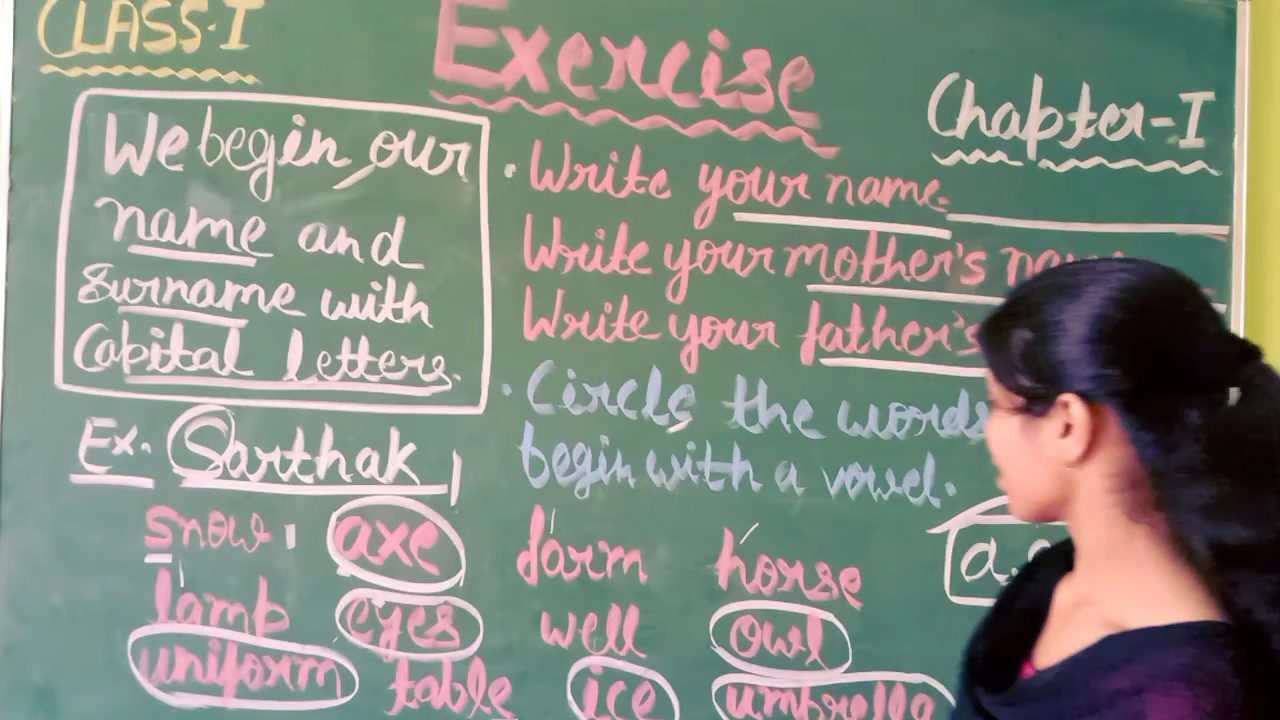 CLASS-I
Exercise
Chapter-I
We begin our
name and
surname with
Capital letters.
Ex. Sarthak
. Write your name.
Write your mother's
Write your father's
. Circle the words
begin with a vowel.
snow axe farm horse
lamp eyes well owl
uniform table ice umbrella
a.